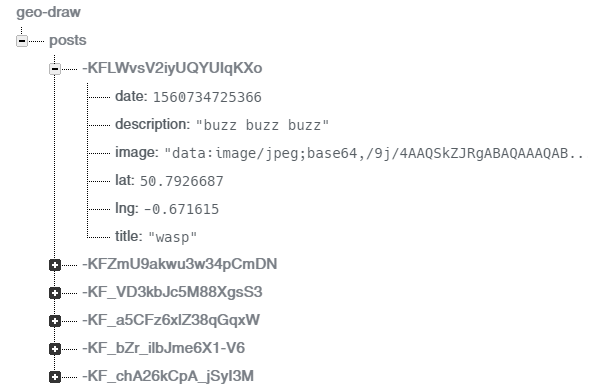 geo-draw
posts
-KFLWvsV2iyUQYUIqKXo
date: 1560734725366
description: "buzz buzz buzz"
image: "data:image/jpeg;base64,/9j/4AAQSkZJRgABAQAAAQAB..
lat: 50.7926687
lng: -0.671615
title: "wasp"
-KFZmU9akwu3w34pCmDN
-KF_VD3kbJc5M88XgsS3
-KF_a5CFz6xlZ38qGqxW
-KF_bZr_ilbJme6X1-V6
-KF_chA26kCpA_jSyI3M